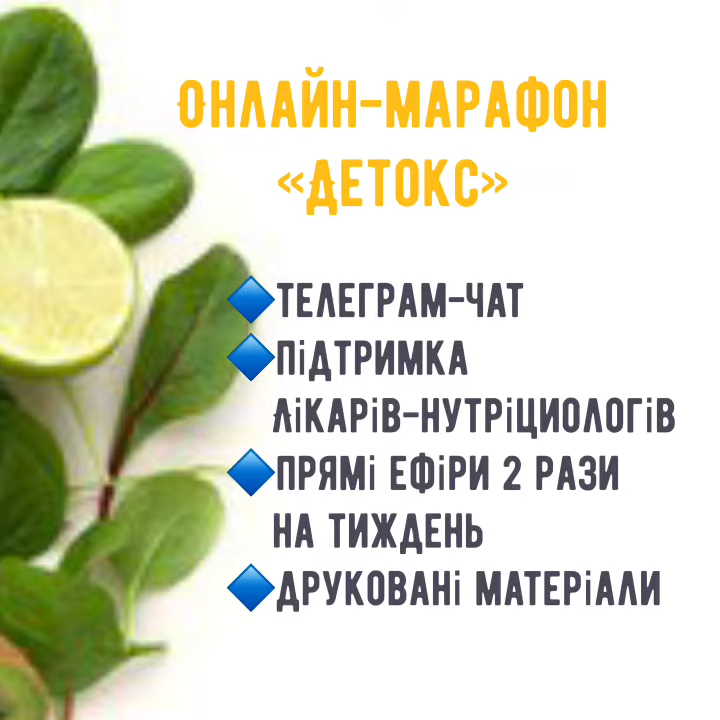 ОНЛАЙН-МАРАФОН
«ДЕТОКС»
🔷ТЕЛЕГРАМ-ЧАТ
🔷ПіДТРИМКА
ЛіКАРіВ-НУТРіЦИОЛОГіВ
🔷ПРЯМі ЕФіРИ 2 РАЗИ
НА ТИЖДЕНЬ
🔷ДРУКОВАНі МАТЕРіАЛИ